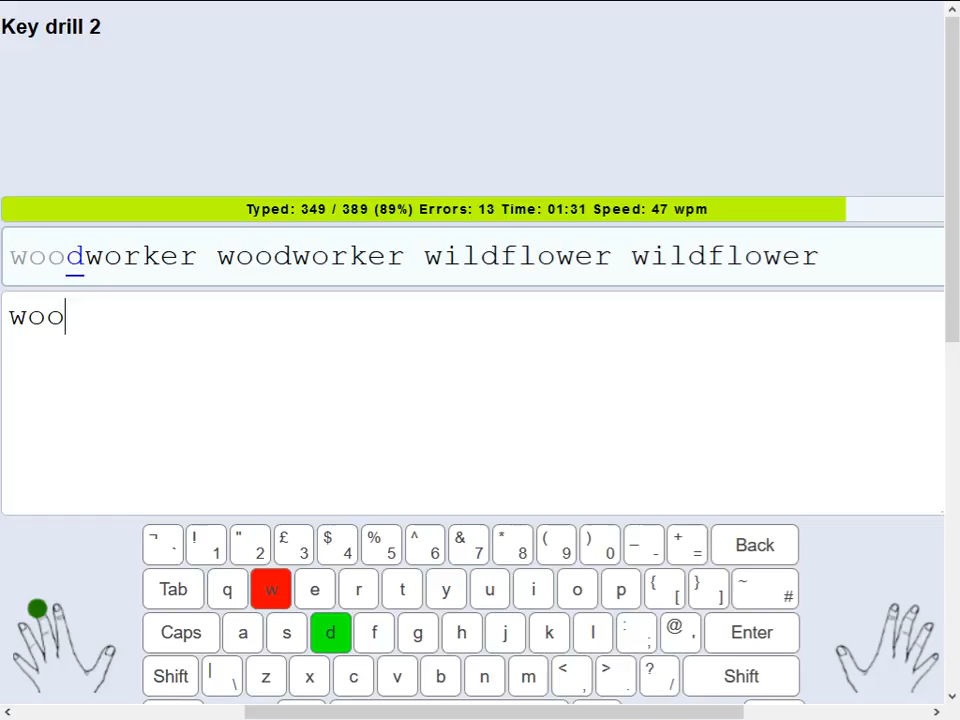 Key drill 2
Typed: 349 / 389 (89%) Errors: 13 Time: 01:31 Speed: 47 wpm
woodworker woodworker wildflower wildflower
woo
¬ ` ! 1 " 2 £ 3 $ 4 % 5 ^ 6 & 7 * 8 ( 9 ) 0 _ - + = Back
Tab q w e r t y u i o p { [ } ] ~ #
Caps a s d f g h j k l : ; @ , Enter
Shift | \ z x c v b n m < , > . ? / Shift